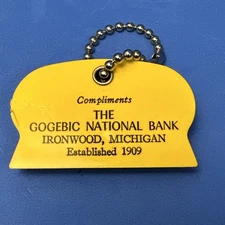 Compliments
THE
GOGEBIC NATIONAL BANK
IRONWOOD, MICHIGAN
Established 1909